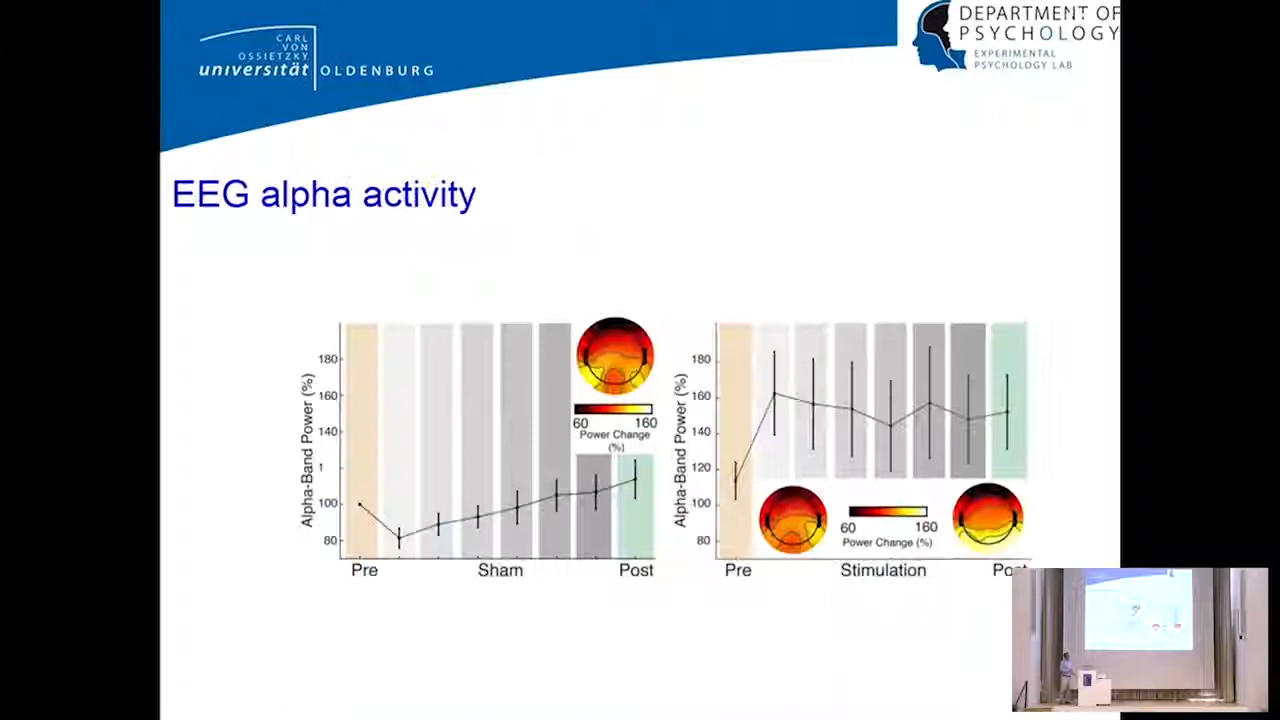 CARL
VON
OSSIETZKY
universität OLDENBURG
DEPARTMENT OF
PSYCHOLOGY
EXPERIMENTAL
PSYCHOLOGY LAB
EEG alpha activity
Alpha-Band Power (%)
180
160
140
1
100
80
60 160
Power Change
(%)
Pre Sham Post
Alpha-Band Power (%)
180
160
140
120
100
80
60 160
Power Change (%)
Pre Stimulation Post